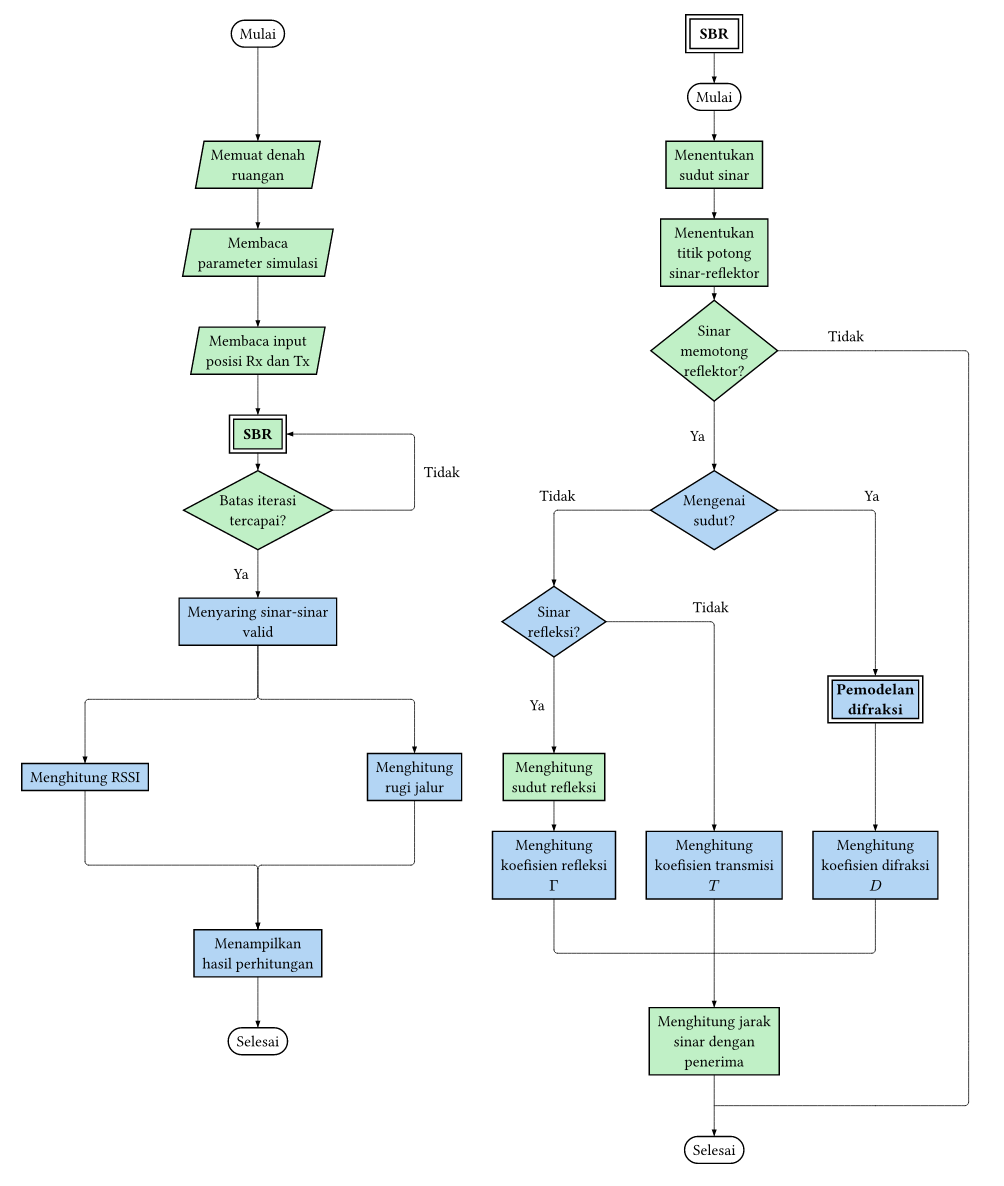 Mulai
Memuat denah
ruangan
Membaca
parameter simulasi
Membaca input
posisi Rx dan Tx
SBR
Tidak
Batas iterasi
tercapai?
Ya
Menyaring sinar-sinar
valid
Menghitung RSSI
Menghitung
rugi jalur
Menampilkan
hasil perhitungan
Selesai
SBR
Mulai
Menentukan
sudut sinar
Menentukan
titik potong
sinar-reflektor
Sinar
memotong
reflektor?
Tidak
Ya
Mengenai
sudut?
Tidak
Ya
Sinar
refleksi?
Tidak
Ya
Pemodelan
difraksi
Menghitung
sudut refleksi
Menghitung
koefisien refleksi
Γ
Menghitung
koefisien transmisi
T
Menghitung
koefisien difraksi
D
Menghitung jarak
sinar dengan
penerima
Selesai